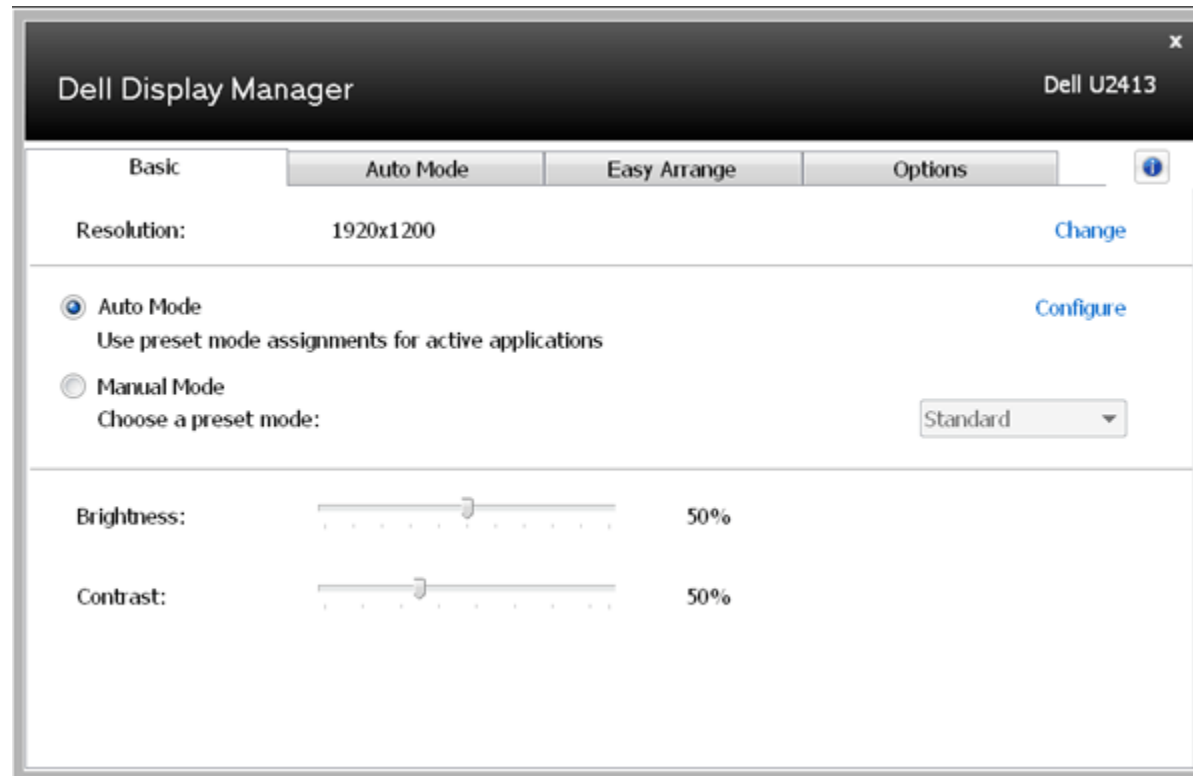 x
Dell Display Manager
Dell U2413
Basic
Auto Mode
Easy Arrange
Options
i
Resolution:
1920x1200
Change
Auto Mode
Configure
Use preset mode assignments for active applications
Manual Mode
Choose a preset mode:
Standard
Brightness:
50%
Contrast:
50%